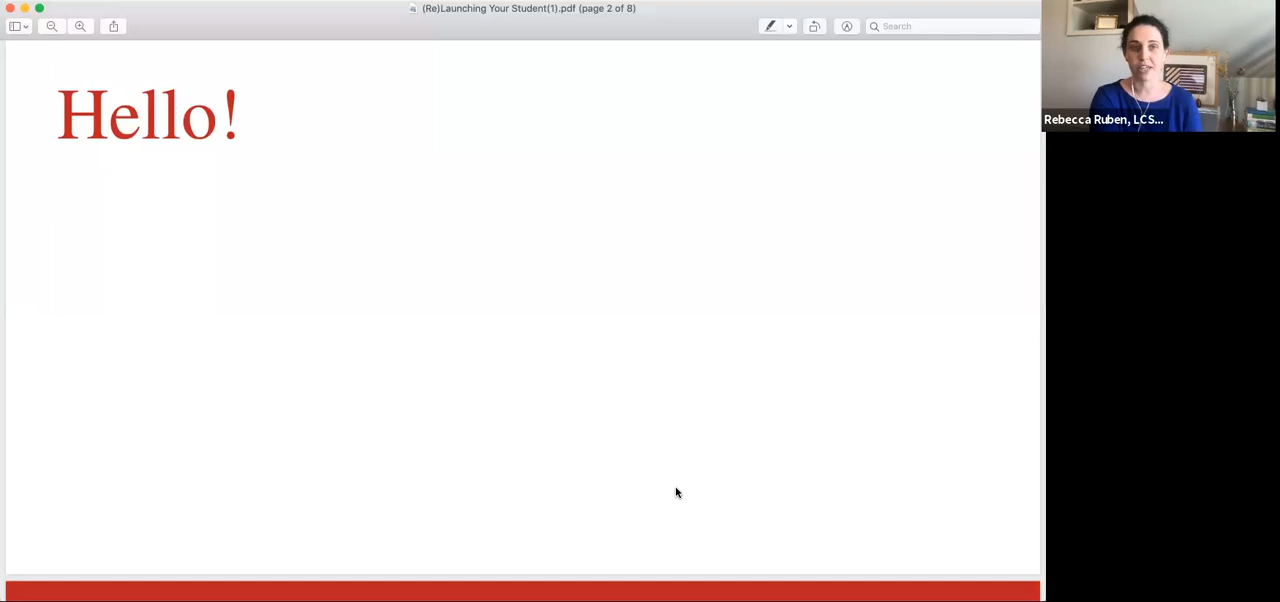 (Re)Launching Your Student(1).pdf (page 2 of 8)
Search
Hello!
Rebecca Ruben, LCS...